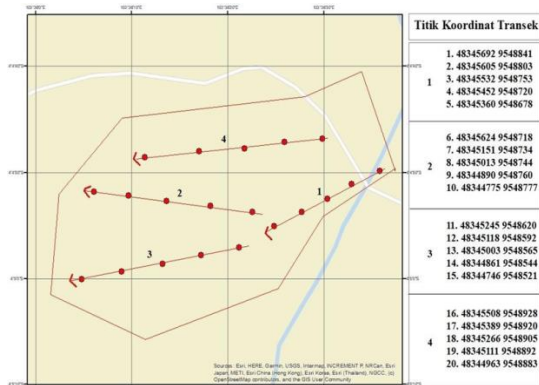 Titik Koordinat Transek
1
1. 48345692 9548841
2. 48345605 9548803
3. 48345532 9548753
4. 48345452 9548720
5. 48345360 9548678
2
6. 48345624 9548718
7. 48345151 9548734
8. 48345013 9548744
9. 48344890 9548760
10. 48344775 9548777
3
11. 48345245 9548620
12. 48345118 9548592
13. 48345003 9548565
14. 48344861 9548544
15. 48344746 9548521
4
16. 48345508 9548928
17. 48345389 9548920
18. 48345266 9548905
19. 48345111 9548892
20. 48344963 9548883
4
1
2
3
Sources: Esri, HERE, Garmin, USGS, Intermap, INCREMENT P, NRCan, Esri
Japan, METI, Esri China (Hong Kong), Esri Korea, Esri (Thailand), NGCC, (c)
OpenStreetMap contributors, and the GIS User Community